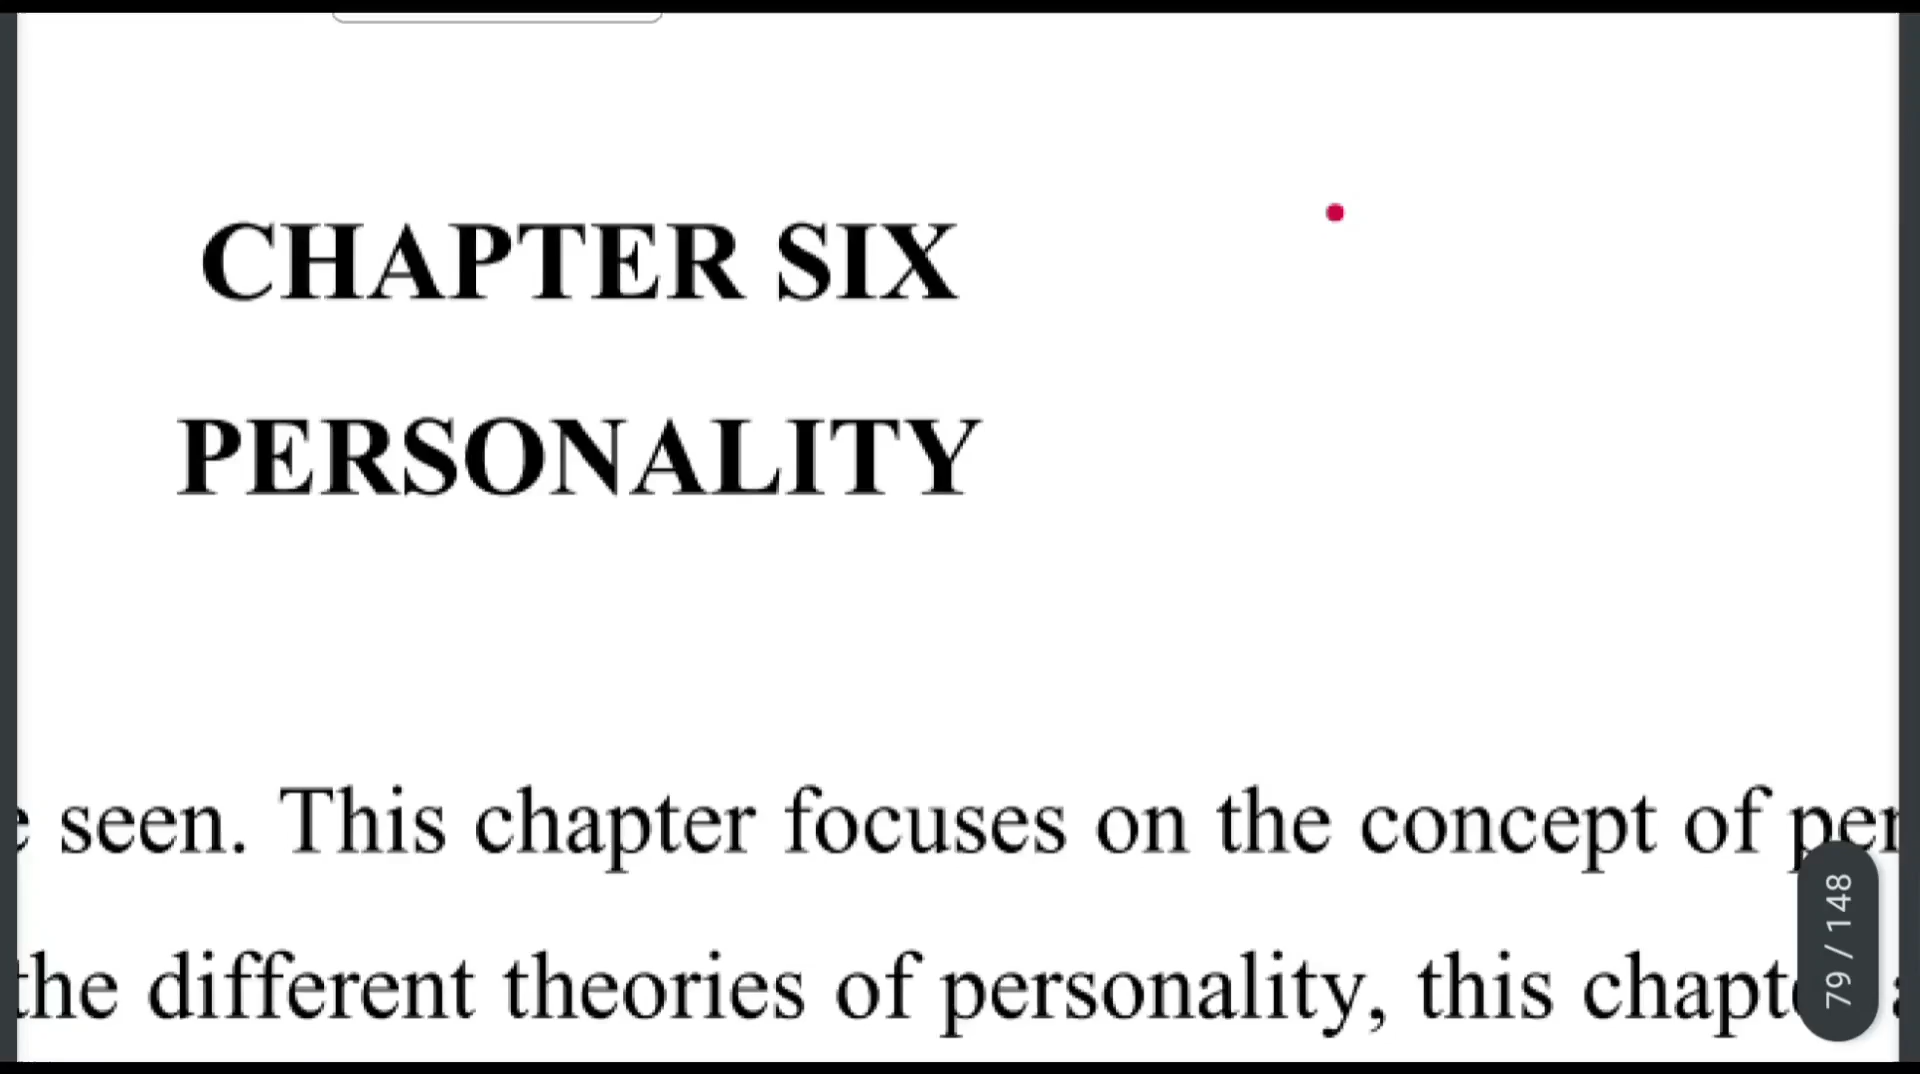 CHAPTER SIX
PERSONALITY
seen. This chapter focuses on the concept of
the different theories of personality, this
79 / 148